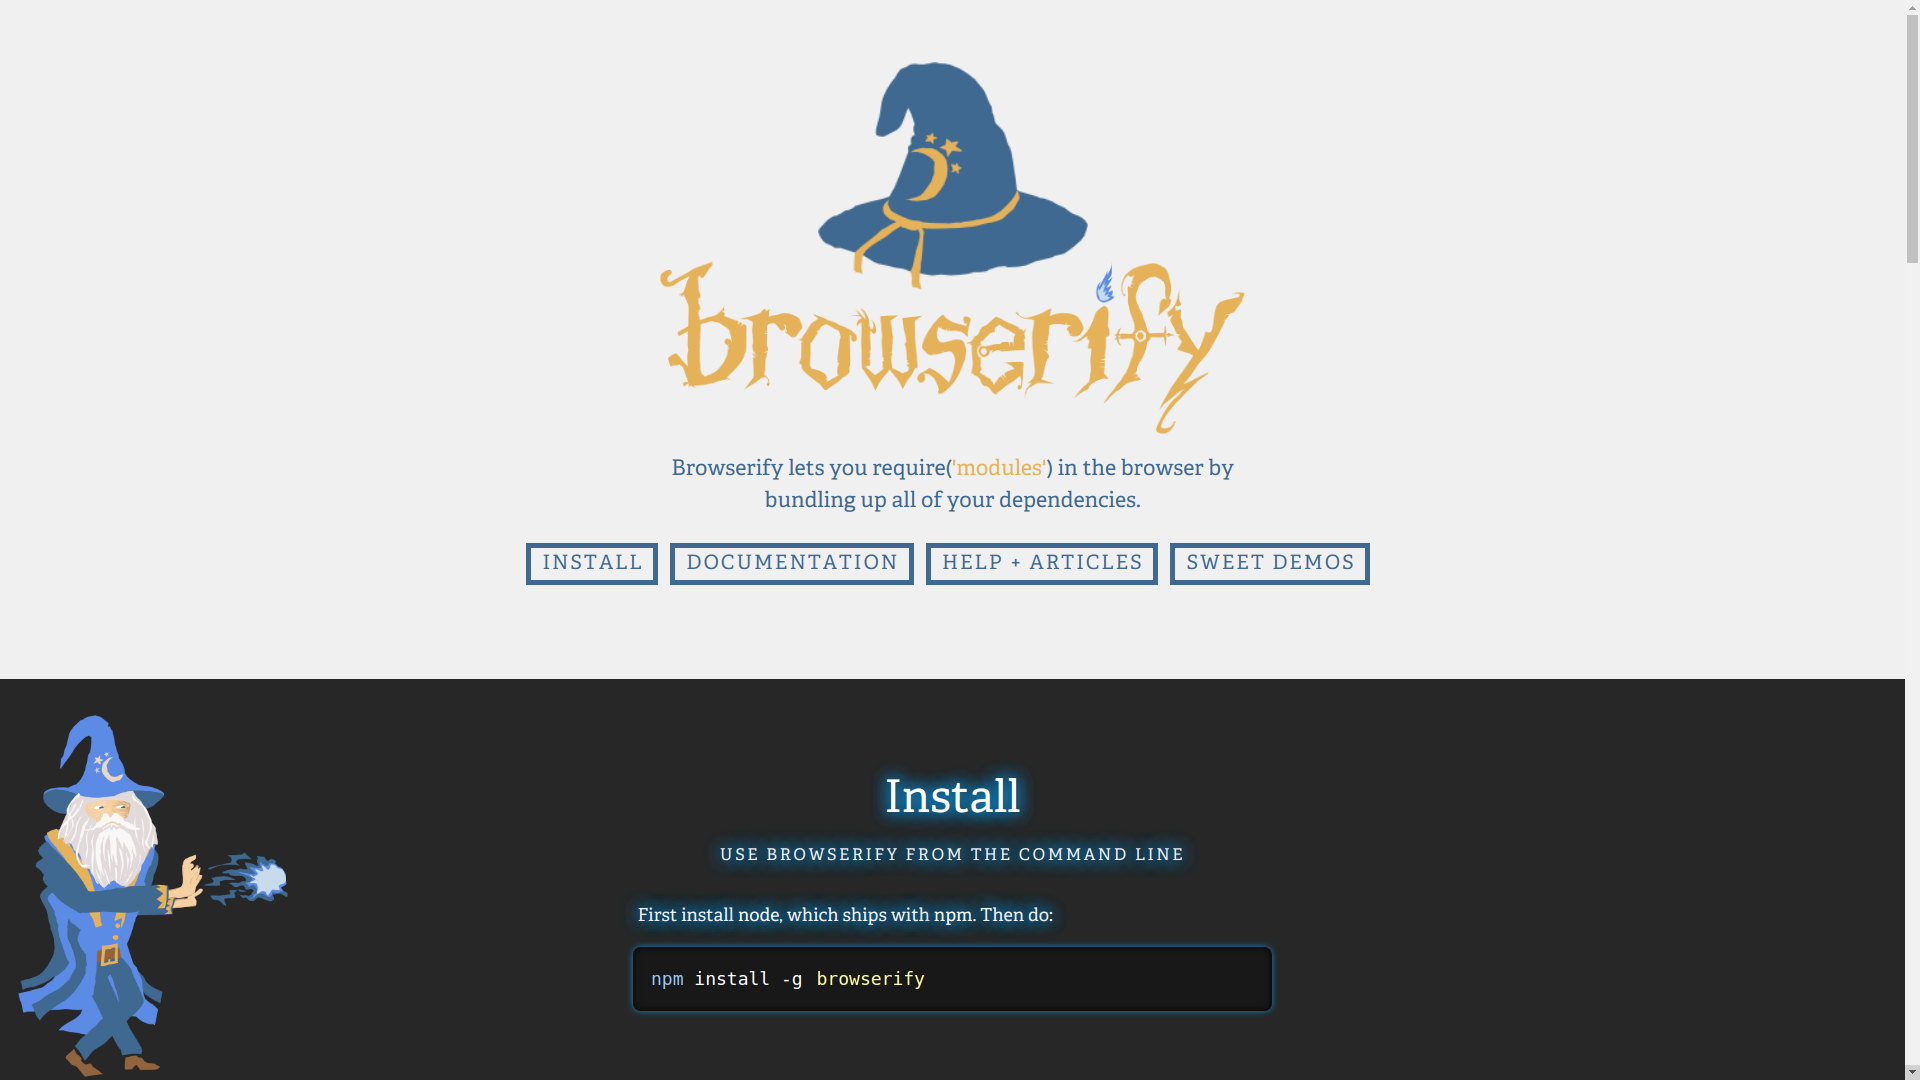 browserify
Browserify lets you require('modules') in the browser by
bundling up all of your dependencies.
INSTALL
DOCUMENTATION
HELP + ARTICLES
SWEET DEMOS
Install
USE BROWSERIFY FROM THE COMMAND LINE
First install node, which ships with npm. Then do:
npm install -g browserify